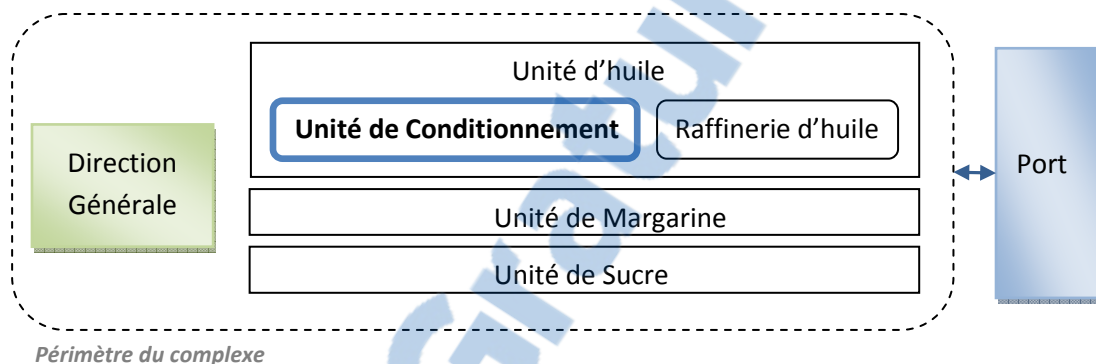 Unité d’huile
Unité de Conditionnement
Raffinerie d’huile
Direction
Générale
Port
Unité de Margarine
Unité de Sucre
Périmètre du complexe
Gratui